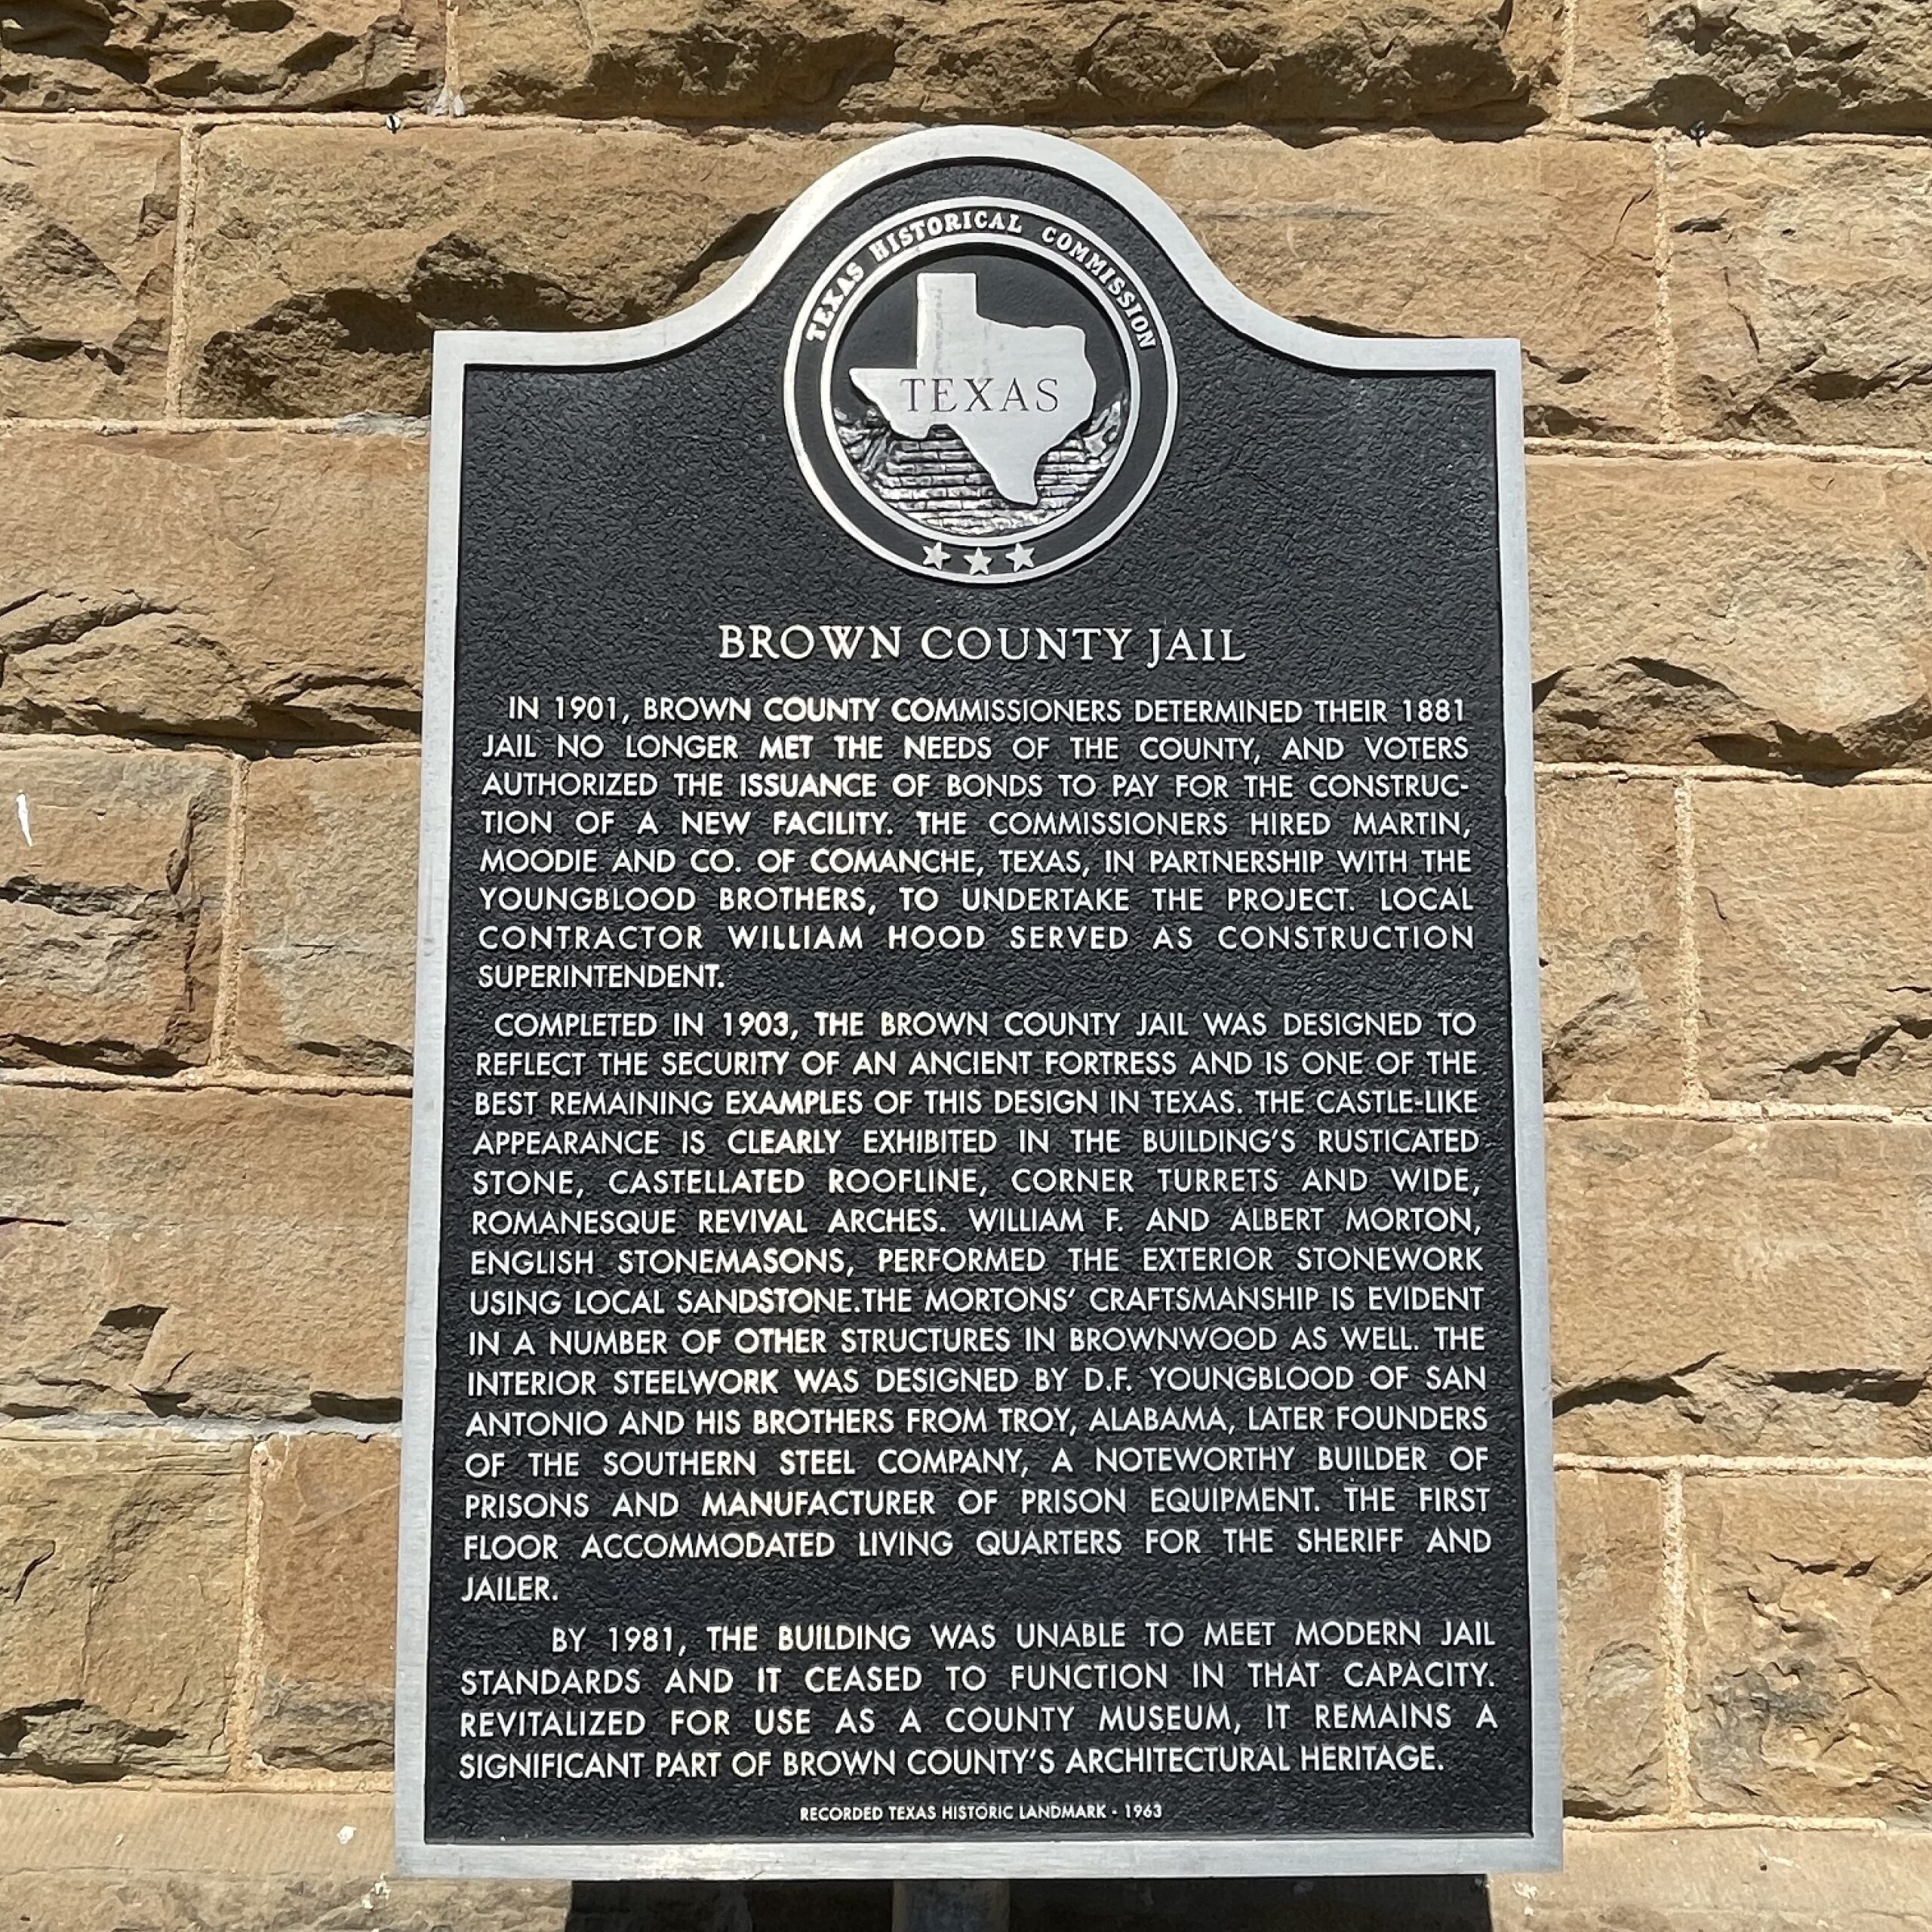 TEXAS HISTORICAL COMMISSION
TEXAS
BROWN COUNTY JAIL
IN 1901, BROWN COUNTY COMMISSIONERS DETERMINED THEIR 1881
JAIL NO LONGER MET THE NEEDS OF THE COUNTY, AND VOTERS
AUTHORIZED THE ISSUANCE OF BONDS TO PAY FOR THE CONSTRUC-
TION OF A NEW FACILITY. THE COMMISSIONERS HIRED MARTIN,
MOODIE AND CO. OF COMANCHE, TEXAS, IN PARTNERSHIP WITH THE
YOUNGBLOOD BROTHERS, TO UNDERTAKE THE PROJECT. LOCAL
CONTRACTOR WILLIAM HOOD SERVED AS CONSTRUCTION
SUPERINTENDENT.
COMPLETED IN 1903, THE BROWN COUNTY JAIL WAS DESIGNED TO
REFLECT THE SECURITY OF AN ANCIENT FORTRESS AND IS ONE OF THE
BEST REMAINING EXAMPLES OF THIS DESIGN IN TEXAS. THE CASTLE-LIKE
APPEARANCE IS CLEARLY EXHIBITED IN THE BUILDING'S RUSTICATED
STONE, CASTELLATED ROOFLINE, CORNER TURRETS AND WIDE,
ROMANESQUE REVIVAL ARCHES. WILLIAM F. AND ALBERT MORTON,
ENGLISH STONEMASONS, PERFORMED THE EXTERIOR STONEWORK
USING LOCAL SANDSTONE.THE MORTONS' CRAFTSMANSHIP IS EVIDENT
IN A NUMBER OF OTHER STRUCTURES IN BROWNWOOD AS WELL. THE
INTERIOR STEELWORK WAS DESIGNED BY D.F. YOUNGBLOOD OF SAN
ANTONIO AND HIS BROTHERS FROM TROY, ALABAMA, LATER FOUNDERS
OF THE SOUTHERN STEEL COMPANY, A NOTEWORTHY BUILDER OF
PRISONS AND MANUFACTURER OF PRISON EQUIPMENT. THE FIRST
FLOOR ACCOMMODATED LIVING QUARTERS FOR THE SHERIFF AND
JAILER.
BY 1981, THE BUILDING WAS UNABLE TO MEET MODERN JAIL
STANDARDS AND IT CEASED TO FUNCTION IN THAT CAPACITY.
REVITALIZED FOR USE AS A COUNTY MUSEUM, IT REMAINS A
SIGNIFICANT PART OF BROWN COUNTY'S ARCHITECTURAL HERITAGE.
RECORDED TEXAS HISTORIC LANDMARK - 1963